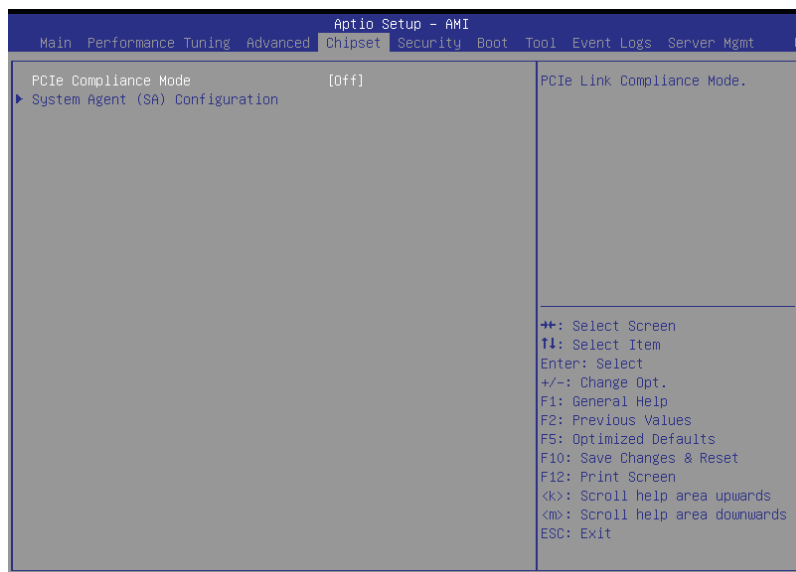 Aptio Setup – AMI
Main Performance Tuning Advanced Chipset Security Boot Tool Event Logs Server Mgmt
PCIe Compliance Mode [Off]
System Agent (SA) Configuration
PCIe Link Compliance Mode.
→←: Select Screen
↑↓: Select Item
Enter: Select
+/-: Change Opt.
F1: General Help
F2: Previous Values
F5: Optimized Defaults
F10: Save Changes & Reset
F12: Print Screen
<k>: Scroll help area upwards
<m>: Scroll help area downwards
ESC: Exit